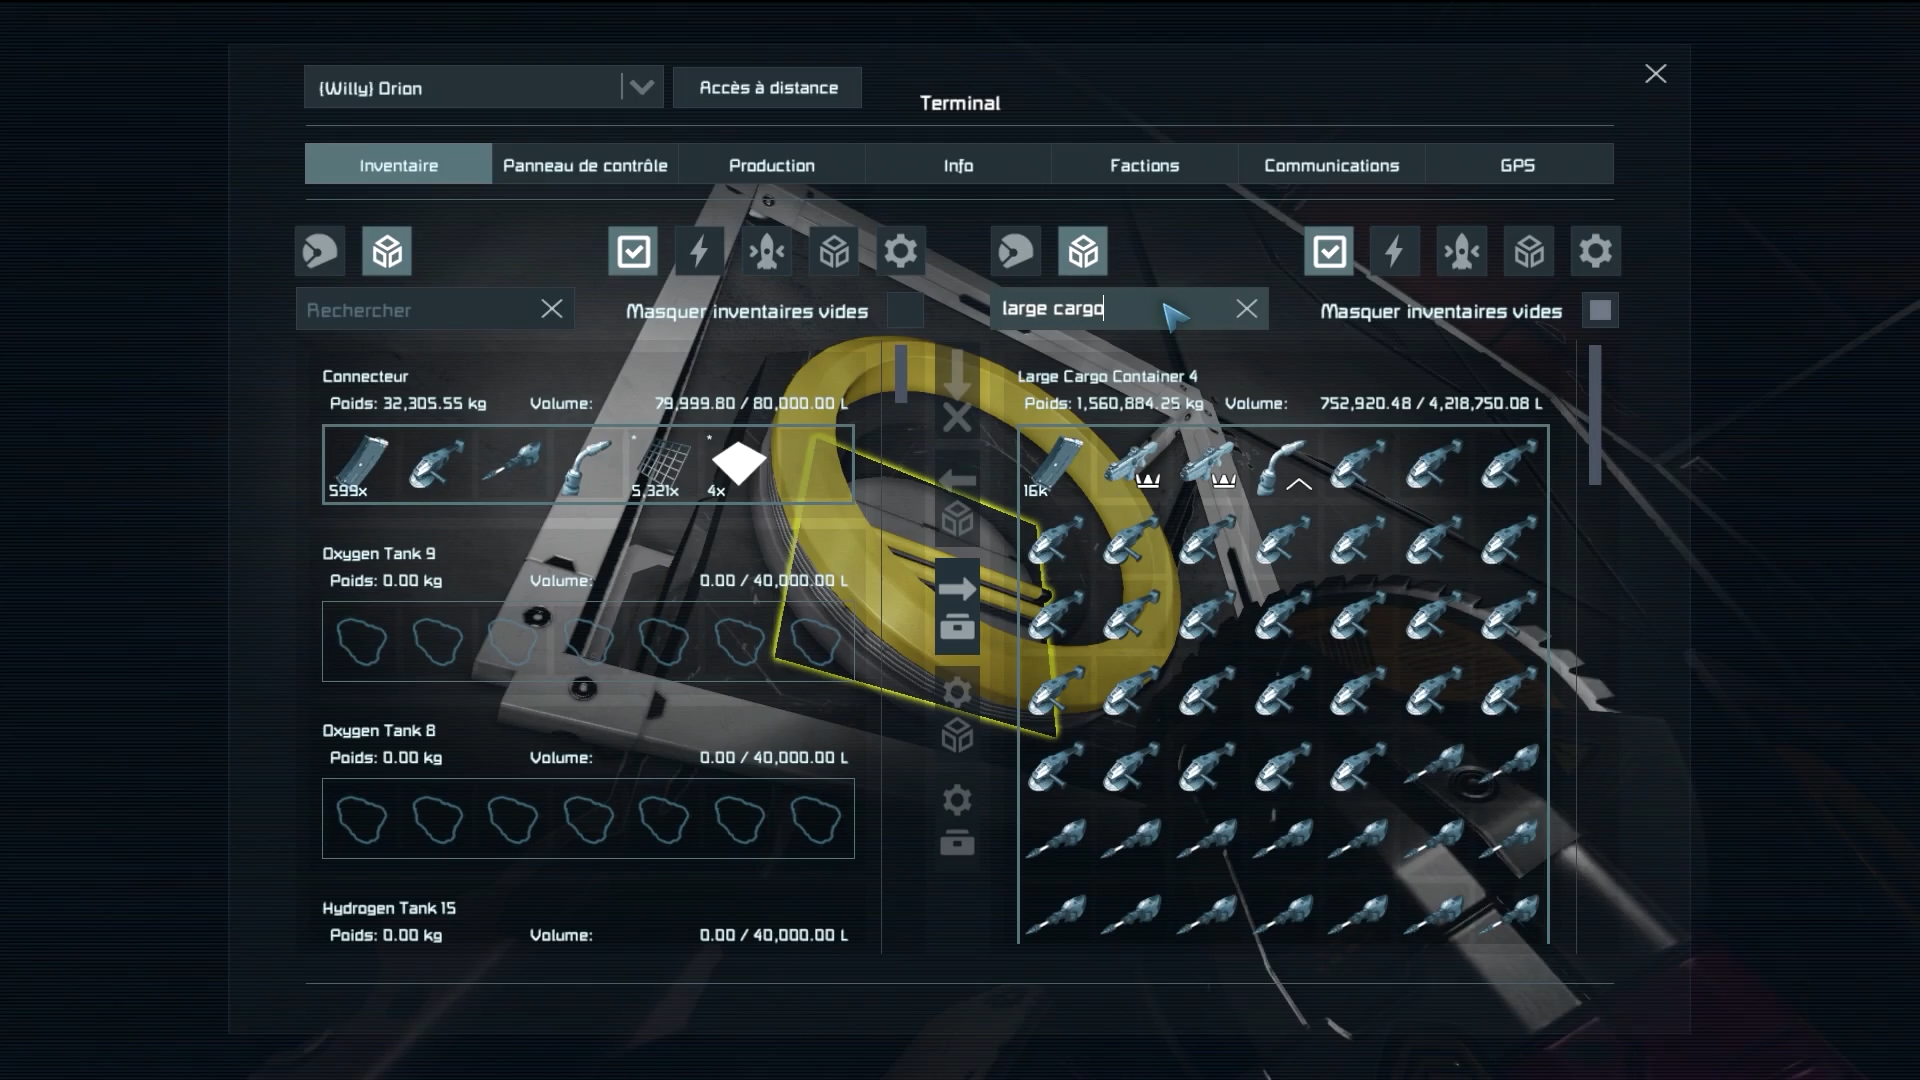 {Willy} Orion
Accès à distance
Terminal
Inventaire
Panneau de contrôle
Production
Info
Factions
Communications
GPS
Rechercher
Masquer inventaires vides
large cargo
Masquer inventaires vides
Connecteur
Poids: 32,305.55 kg Volume: 79,999.80 / 80,000.00 L
599x
5,321x
4x
Oxygen Tank 9
Poids: 0.00 kg Volume: 0.00 / 40,000.00 L
Oxygen Tank 8
Poids: 0.00 kg Volume: 0.00 / 40,000.00 L
Hydrogen Tank 15
Poids: 0.00 kg Volume: 0.00 / 40,000.00 L
Large Cargo Container 4
Poids: 1,560,884.25 kg Volume: 752,920.48 / 4,218,750.08 L
16k